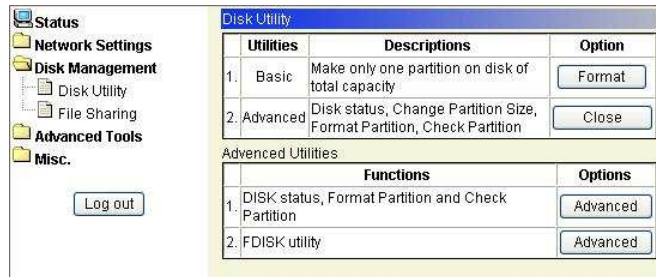 Status
Network Settings
Disk Management
Disk Utility
File Sharing
Advanced Tools
Misc.
Log out
Disk Utility
Utilities Descriptions Option
1. Basic Make only one partition on disk of
total capacity Format
2. Advanced Disk status, Change Partition Size,
Format Partition, Check Partition Close
Advenced Utilities
Functions Options
1. DISK status, Format Partition and Check
Partition Advanced
2. FDISK utility Advanced